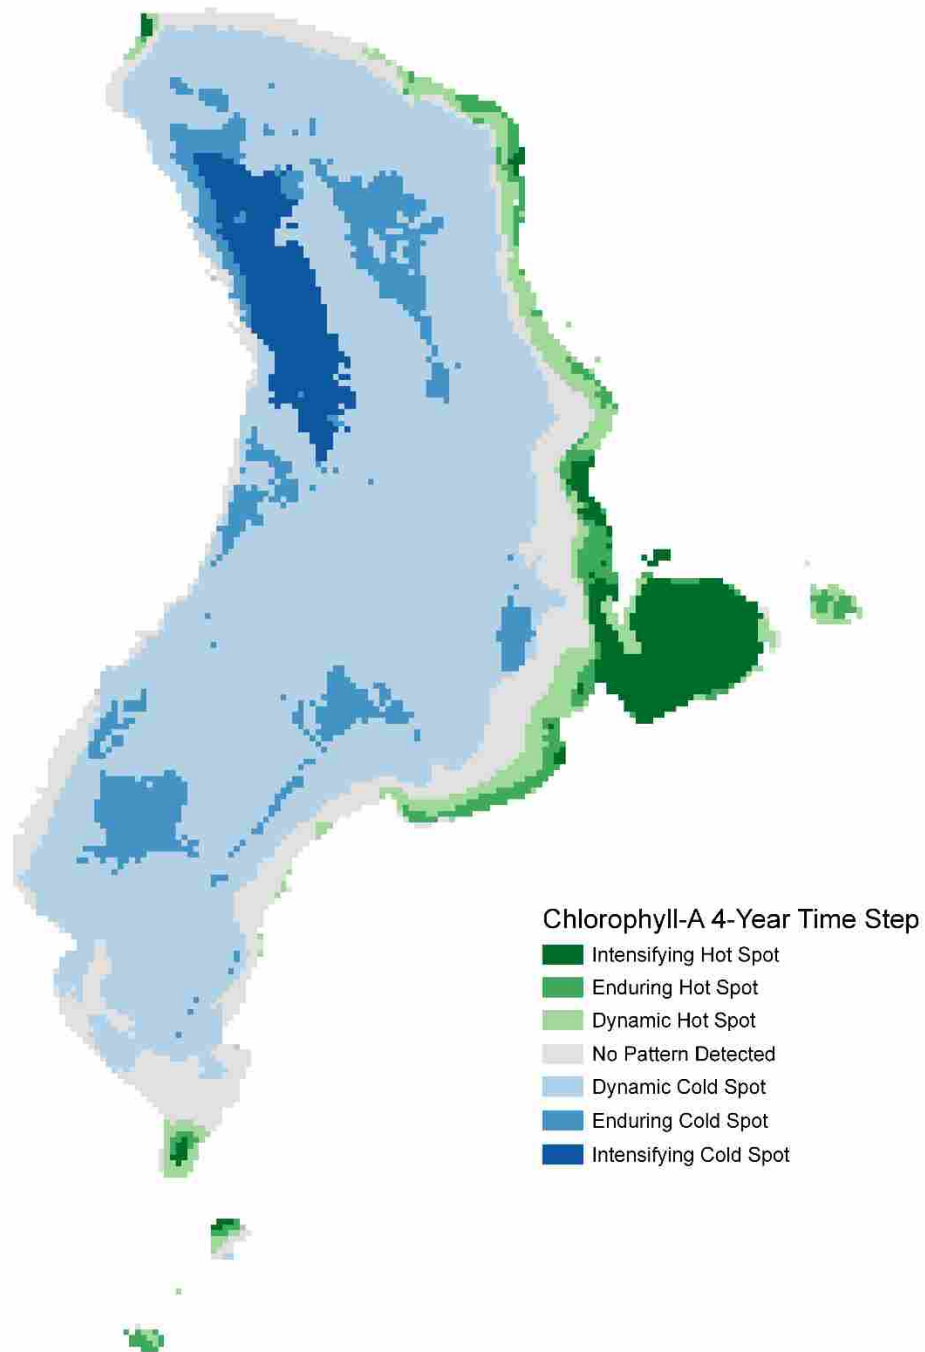 Chlorophyll-A 4-Year Time Step
Intensifying Hot Spot
Enduring Hot Spot
Dynamic Hot Spot
No Pattern Detected
Dynamic Cold Spot
Enduring Cold Spot
Intensifying Cold Spot